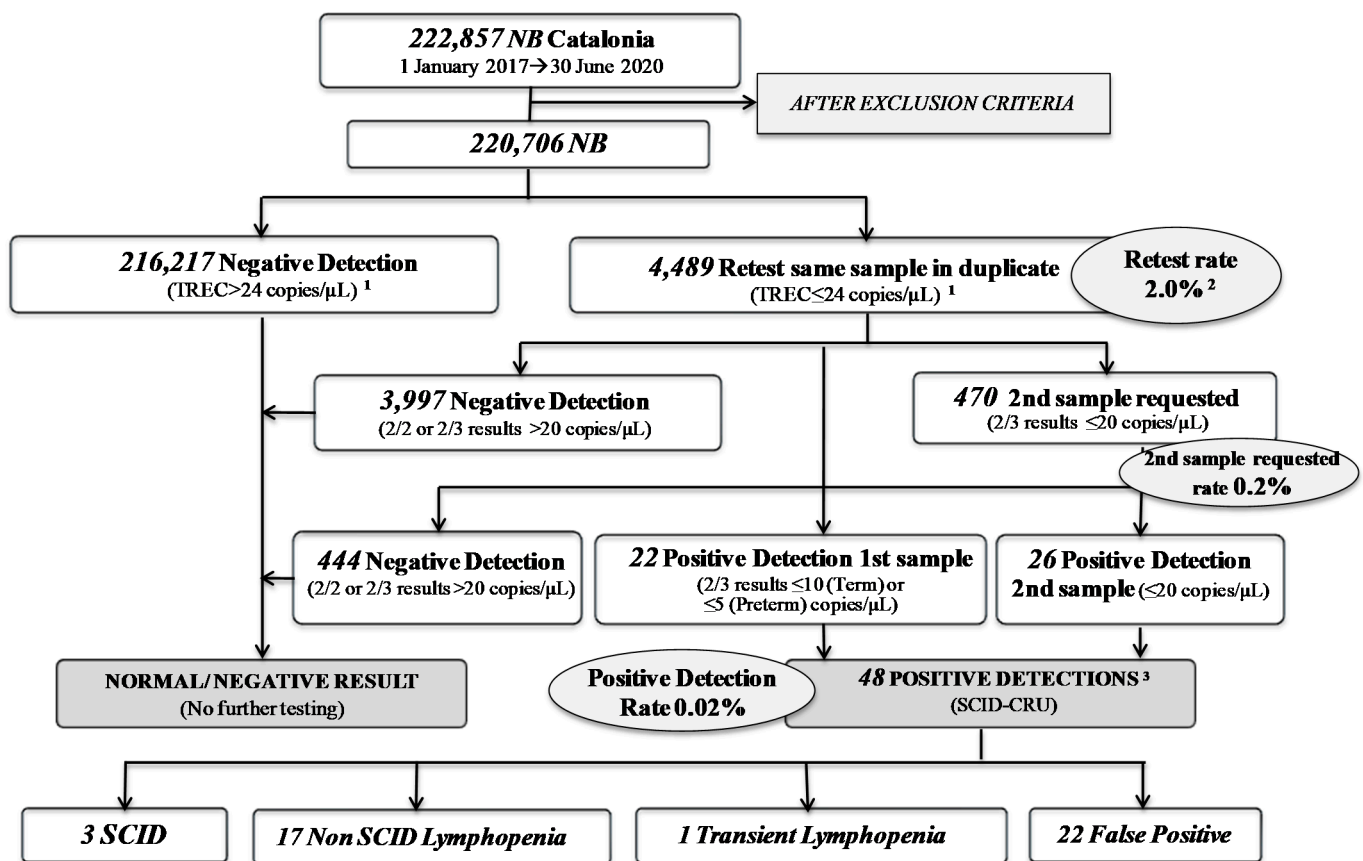 222,857 NB Catalonia
1 January 2017→30 June 2020
AFTER EXCLUSION CRITERIA
220,706 NB
216,217 Negative Detection
(TREC>24 copies/µL) ¹
4,489 Retest same sample in duplicate
(TREC≤24 copies/µL) ¹
Retest rate
2.0% ²
3,997 Negative Detection
(2/2 or 2/3 results >20 copies/µL)
470 2nd sample requested
(2/3 results ≤20 copies/µL)
2nd sample requested
rate 0.2%
444 Negative Detection
(2/2 or 2/3 results >20 copies/µL)
22 Positive Detection 1st sample
(2/3 results ≤10 (Term) or
≤5 (Preterm) copies/µL)
26 Positive Detection
2nd sample (≤20 copies/µL)
NORMAL/NEGATIVE RESULT
(No further testing)
Positive Detection
Rate 0.02%
48 POSITIVE DETECTIONS ³
(SCID-CRU)
3 SCID
17 Non SCID Lymphopenia
1 Transient Lymphopenia
22 False Positive